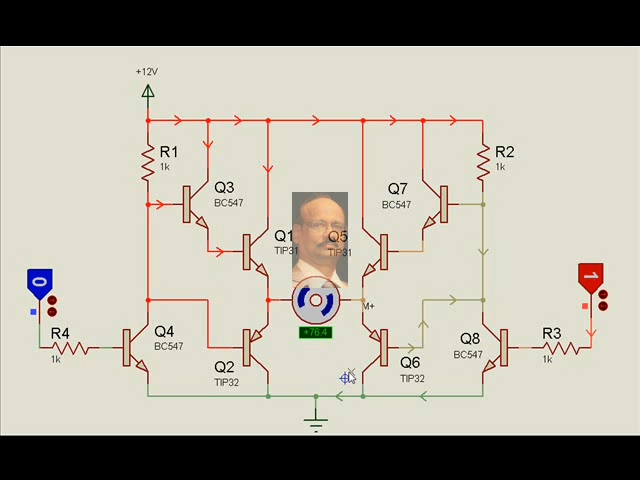 +12V
R1
1k
R2
1k
Q3
BC547
Q7
BC547
Q1
TIP31
Q5
TIP31
0
1
M+
+76.4
R4
1k
Q4
BC547
Q2
TIP32
Q6
TIP32
Q8
BC547
R3
1k